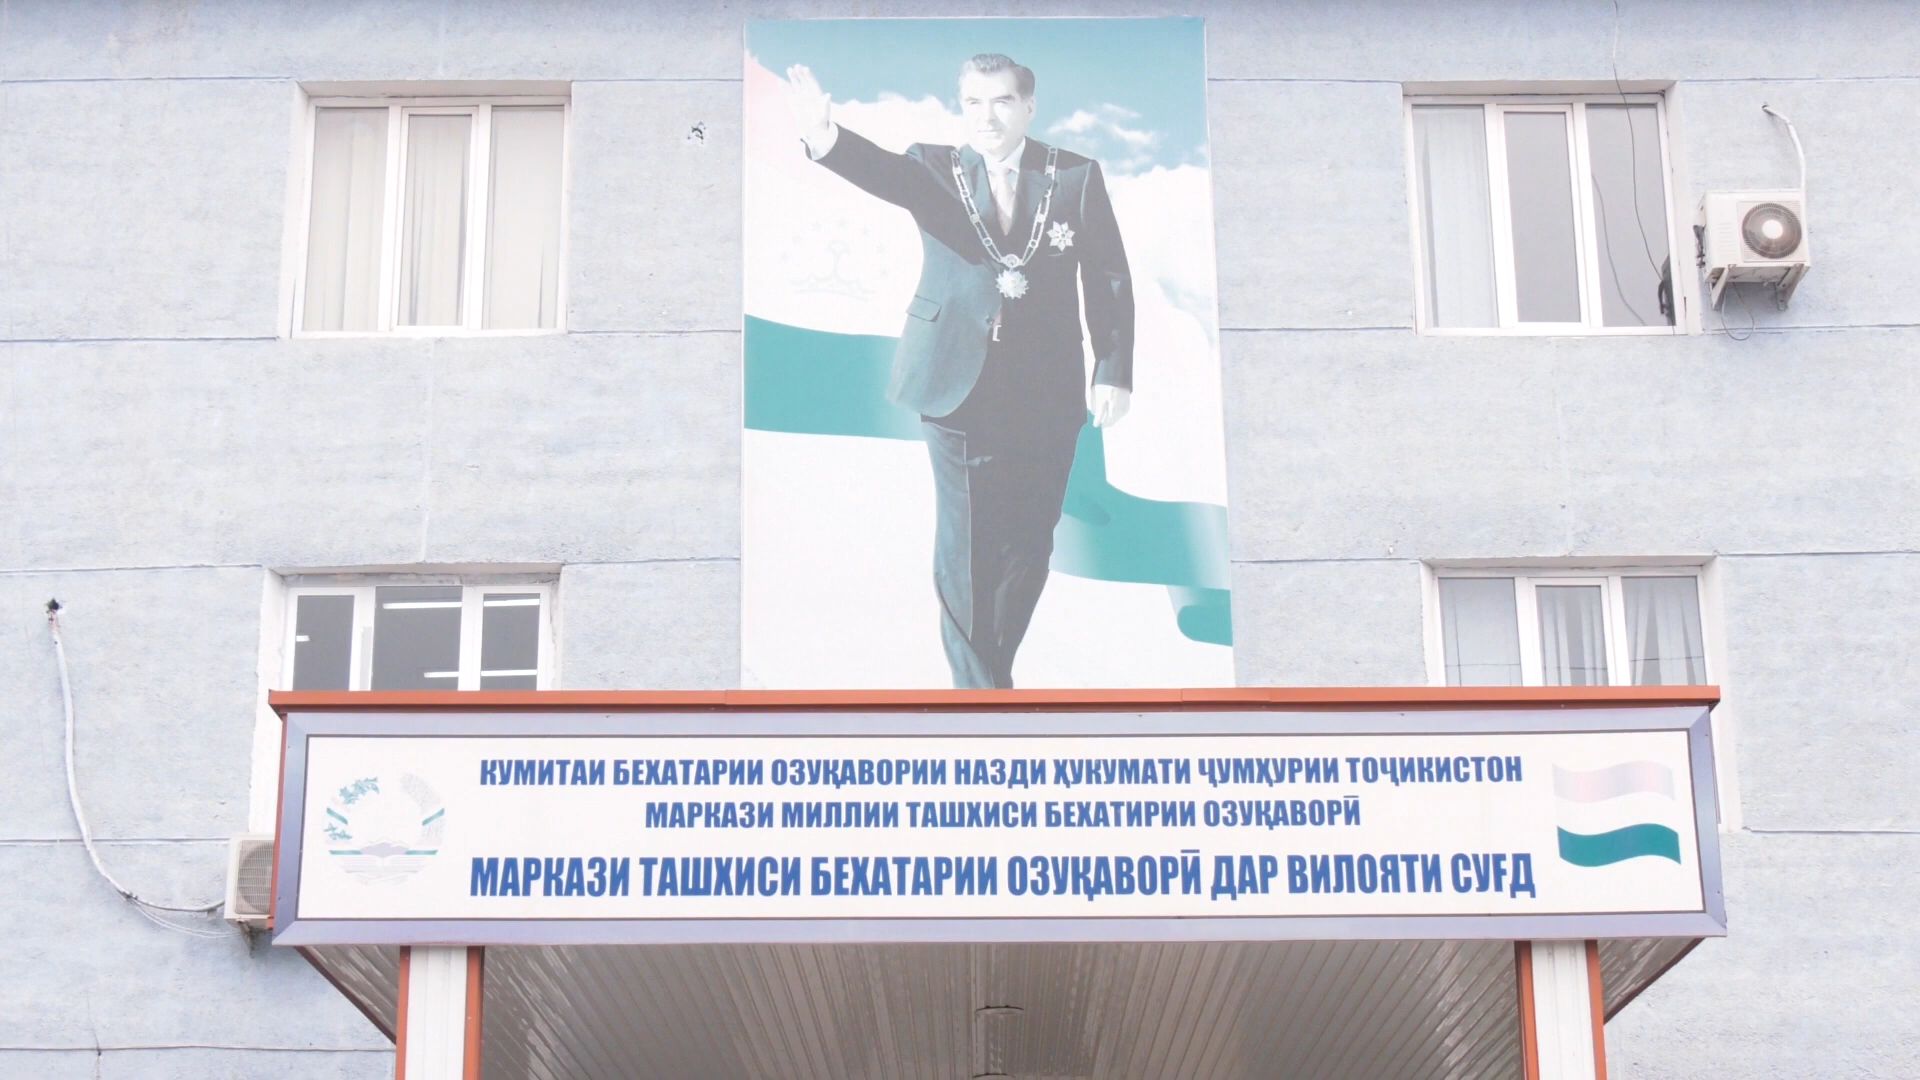 КУМИТАИ БЕХАТАРИИ ОЗУҚАВОРИИ НАЗДИ ҲУКУМАТИ ҶУМҲУРИИ ТОҶИКИСТОН
МАРКАЗИ МИЛЛИИ ТАШХИСИ БЕХАТИРИИ ОЗУҚАВОРӢ
МАРКАЗИ ТАШХИСИ БЕХАТАРИИ ОЗУҚАВОРӢ ДАР ВИЛОЯТИ СУҒД